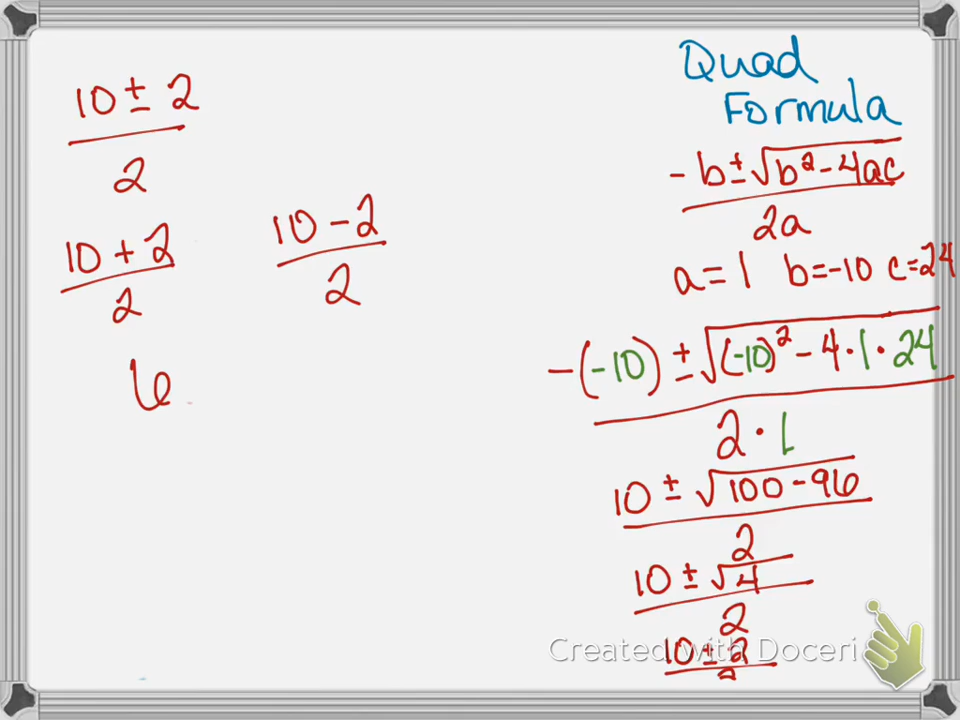 10 ± 2
2
10 + 2
2
10 - 2
2
6
Quad
Formula
-b ± √b² - 4ac
2a
a = 1 b = -10 c = 24
-(-10) ± √(-10)² - 4 · 1 · 24
2 · 1
10 ± √100 - 96
2
10 ± √4
2
10 ± 2
2
Created with Doceri